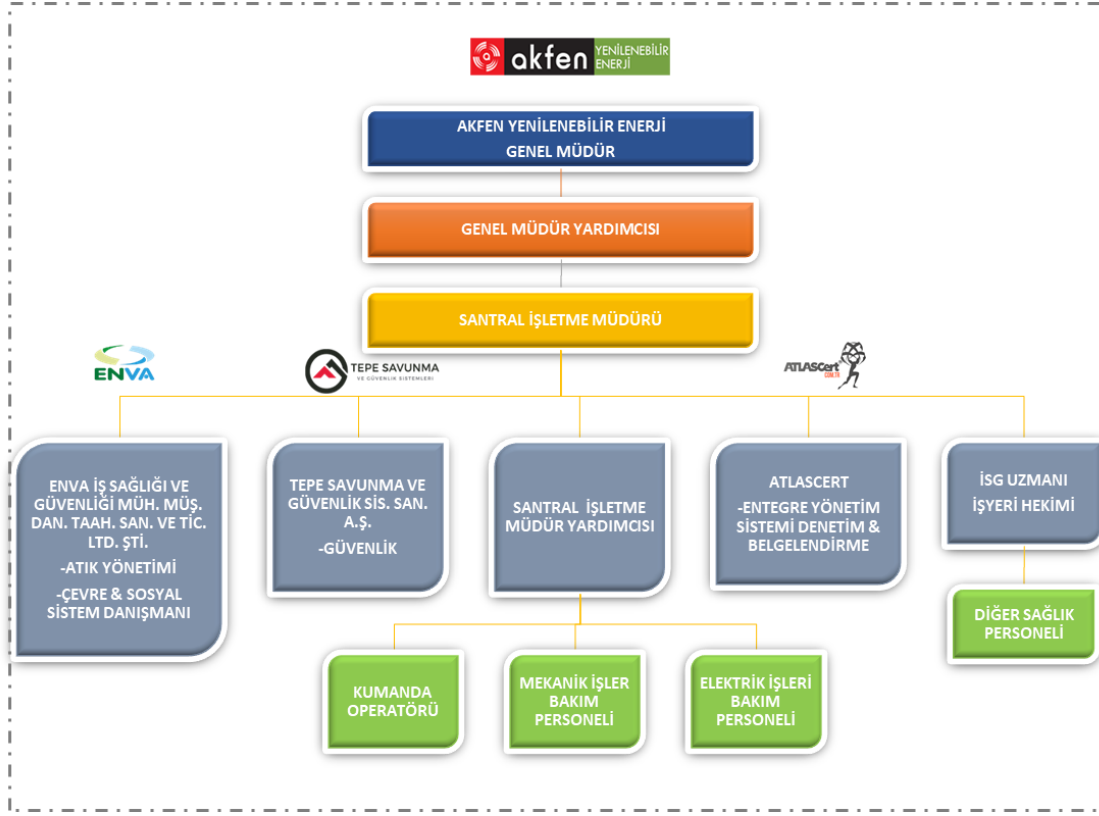 akfen YENİLENEBİLİR
ENERJİ
AKFEN YENİLENEBİLİR ENERJİ
GENEL MÜDÜR
GENEL MÜDÜR YARDIMCISI
SANTRAL İŞLETME MÜDÜRÜ
ENVA
TEPE SAVUNMA
VE GÜVENLİK SİSTEMLERİ
ATLASCert
.COM.TR
ENVA İŞ SAĞLIĞI VE
GÜVENLİĞİ MÜH. MÜŞ.
DAN. TAAH. SAN. VE TİC.
LTD. ŞTİ.
-ATIK YÖNETİMİ
-ÇEVRE & SOSYAL
SİSTEM DANIŞMANI
TEPE SAVUNMA VE
GÜVENLİK SİS. SAN.
A.Ş.
-GÜVENLİK
SANTRAL İŞLETME
MÜDÜR YARDIMCISI
ATLASCERT
-ENTEGRE YÖNETİM
SİSTEMİ DENETİM &
BELGELENDİRME
İSG UZMANI
İŞYERİ HEKİMİ
DİĞER SAĞLIK
PERSONELİ
KUMANDA
OPERATÖRÜ
MEKANİK İŞLER
BAKIM
PERSONELİ
ELEKTRİK İŞLERİ
BAKIM
PERSONELİ